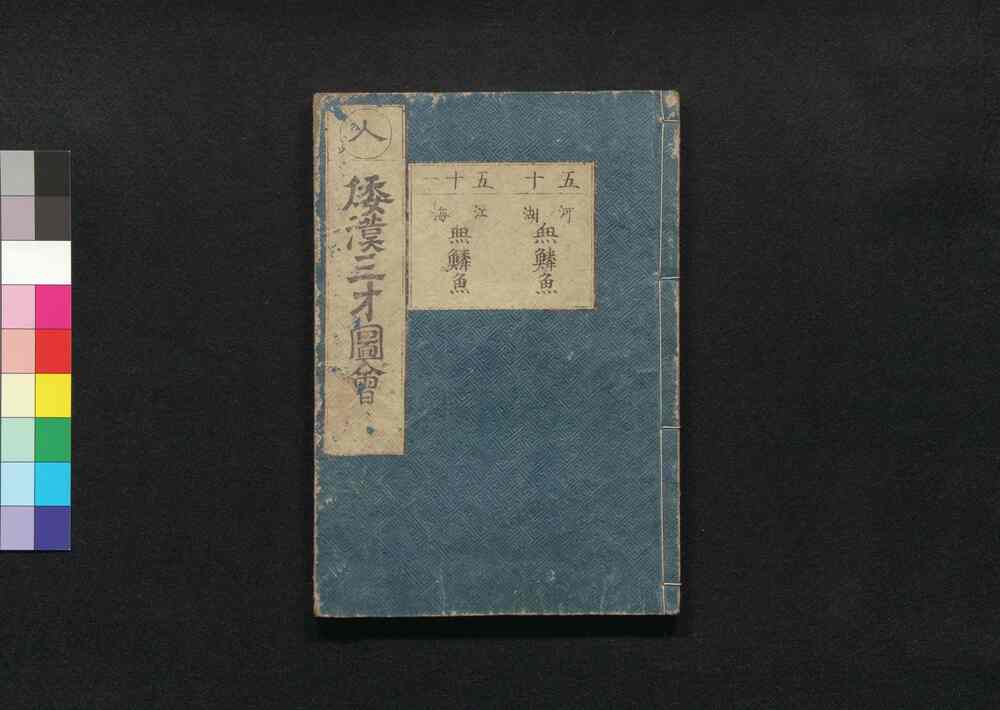 人
倭漢三才圖會
五十
河湖無鱗魚
五十一
江海無鱗魚